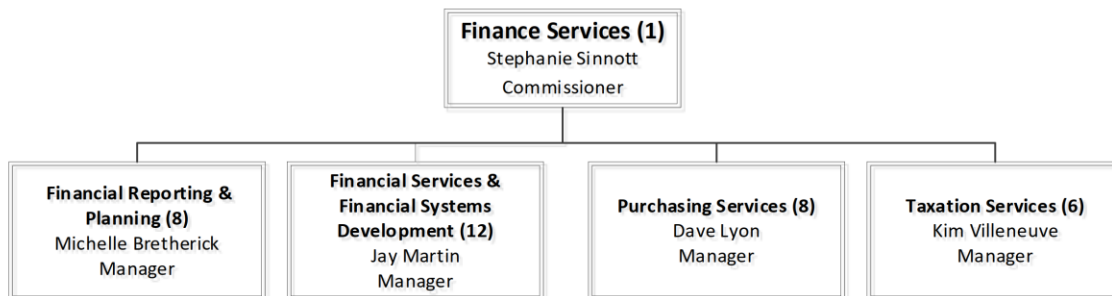 Finance Services (1)
Stephanie Sinnott
Commissioner
Financial Reporting &
Planning (8)
Michelle Bretherick
Manager
Financial Services &
Financial Systems
Development (12)
Jay Martin
Manager
Purchasing Services (8)
Dave Lyon
Manager
Taxation Services (6)
Kim Villeneuve
Manager